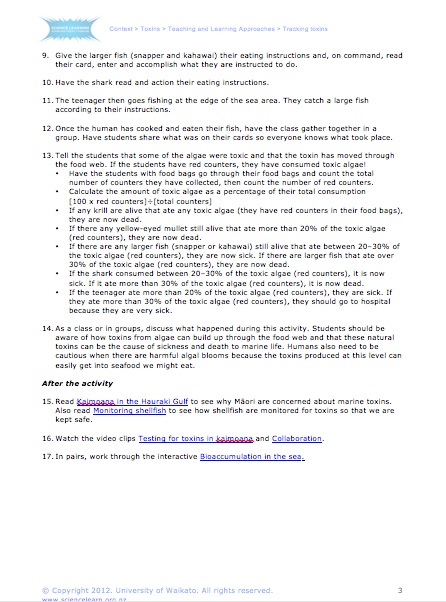 SCIENCE LEARNING
Context > Toxins > Teaching and Learning Approaches > Tracking toxins
9. Give the larger fish (snapper and kahawai) their eating instructions and, on command, read
their card, enter and accomplish what they are instructed to do.
10. Have the shark read and action their eating instructions.
11. The teenager then goes fishing at the edge of the sea area. They catch a large fish
according to their instructions.
12. Once the human has cooked and eaten their fish, have the class gather together in a
group. Have students share what was on their cards so everyone knows what took place.
13. Tell the students that some of the algae were toxic and that the toxin has moved through
the food web. If the students have red counters, they have consumed toxic algae!
• Have the students with food bags go through their food bags and count the total
number of counters they have collected, then count the number of red counters.
• Calculate the amount of toxic algae as a percentage of their total consumption
[100 x red counters]÷[total counters]
• If any krill are alive that ate any toxic algae (they have red counters in their food bags),
they are now dead.
• If there any yellow-eyed mullet still alive that ate more than 20% of the toxic algae
(red counters), they are now dead.
• If there are any larger fish (snapper or kahawai) still alive that ate between 20–30%
of the toxic algae (red counters), they are now sick. If there are larger fish that ate over
30% of the toxic algae (red counters), they are now dead.
• If the shark consumed between 20–30% of the toxic algae (red counters), it is now
sick. If it ate more than 30% of the toxic algae (red counters), it is now dead.
• If the teenager ate more than 20% of the toxic algae (red counters), they are sick. If
they ate more than 30% of the toxic algae (red counters), they should go to hospital
because they are very sick.
14. As a class or in groups, discuss what happened during this activity. Students should be
aware of how toxins from algae can build up through the food web and that these natural
toxins can be the cause of sickness and death to marine life. Humans also need to be
cautious when there are harmful algal blooms because the toxins produced at this level can
easily get into seafood we might eat.
After the activity
15. Read Kaimoana in the Hauraki Gulf to see why Māori are concerned about marine toxins.
Also read Monitoring shellfish to see how shellfish are monitored for toxins so that we are
kept safe.
16. Watch the video clips Testing for toxins in kaimoana and Collaboration.
17. In pairs, work through the interactive Bioaccumulation in the sea.
© Copyright 2012. University of Waikato. All rights reserved. 3
www.sciencelearn.org.nz